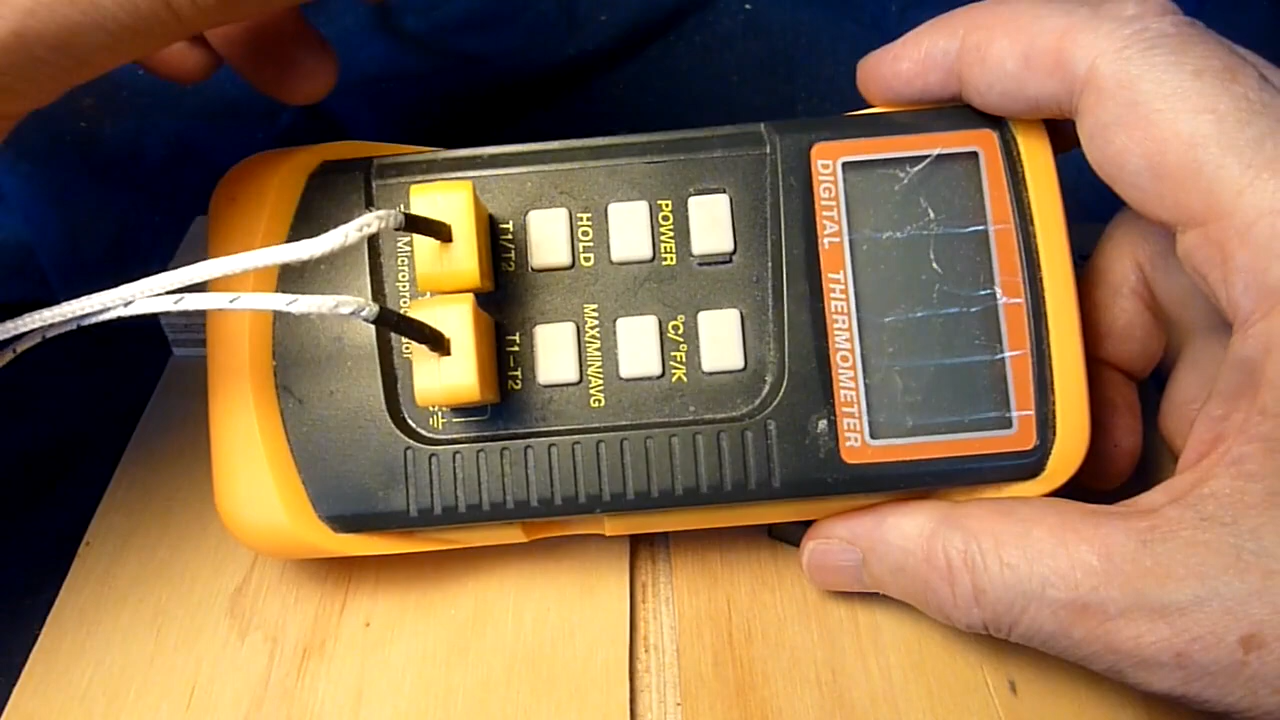 DIGITAL THERMOMETER
POWER
HOLD
T1/T2
°C/°F/K
MAX/MIN/AVG
T1-T2